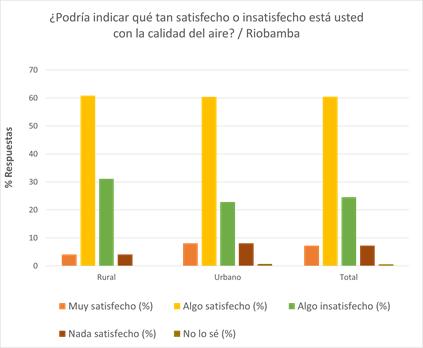 ¿Podría indicar qué tan satisfecho o insatisfecho está usted
con la calidad del aire? / Riobamba
% Respuestas
70
60
50
40
30
20
10
0
Rural
Urbano
Total
Muy satisfecho (%)
Algo satisfecho (%)
Algo insatisfecho (%)
Nada satisfecho (%)
No lo sé (%)